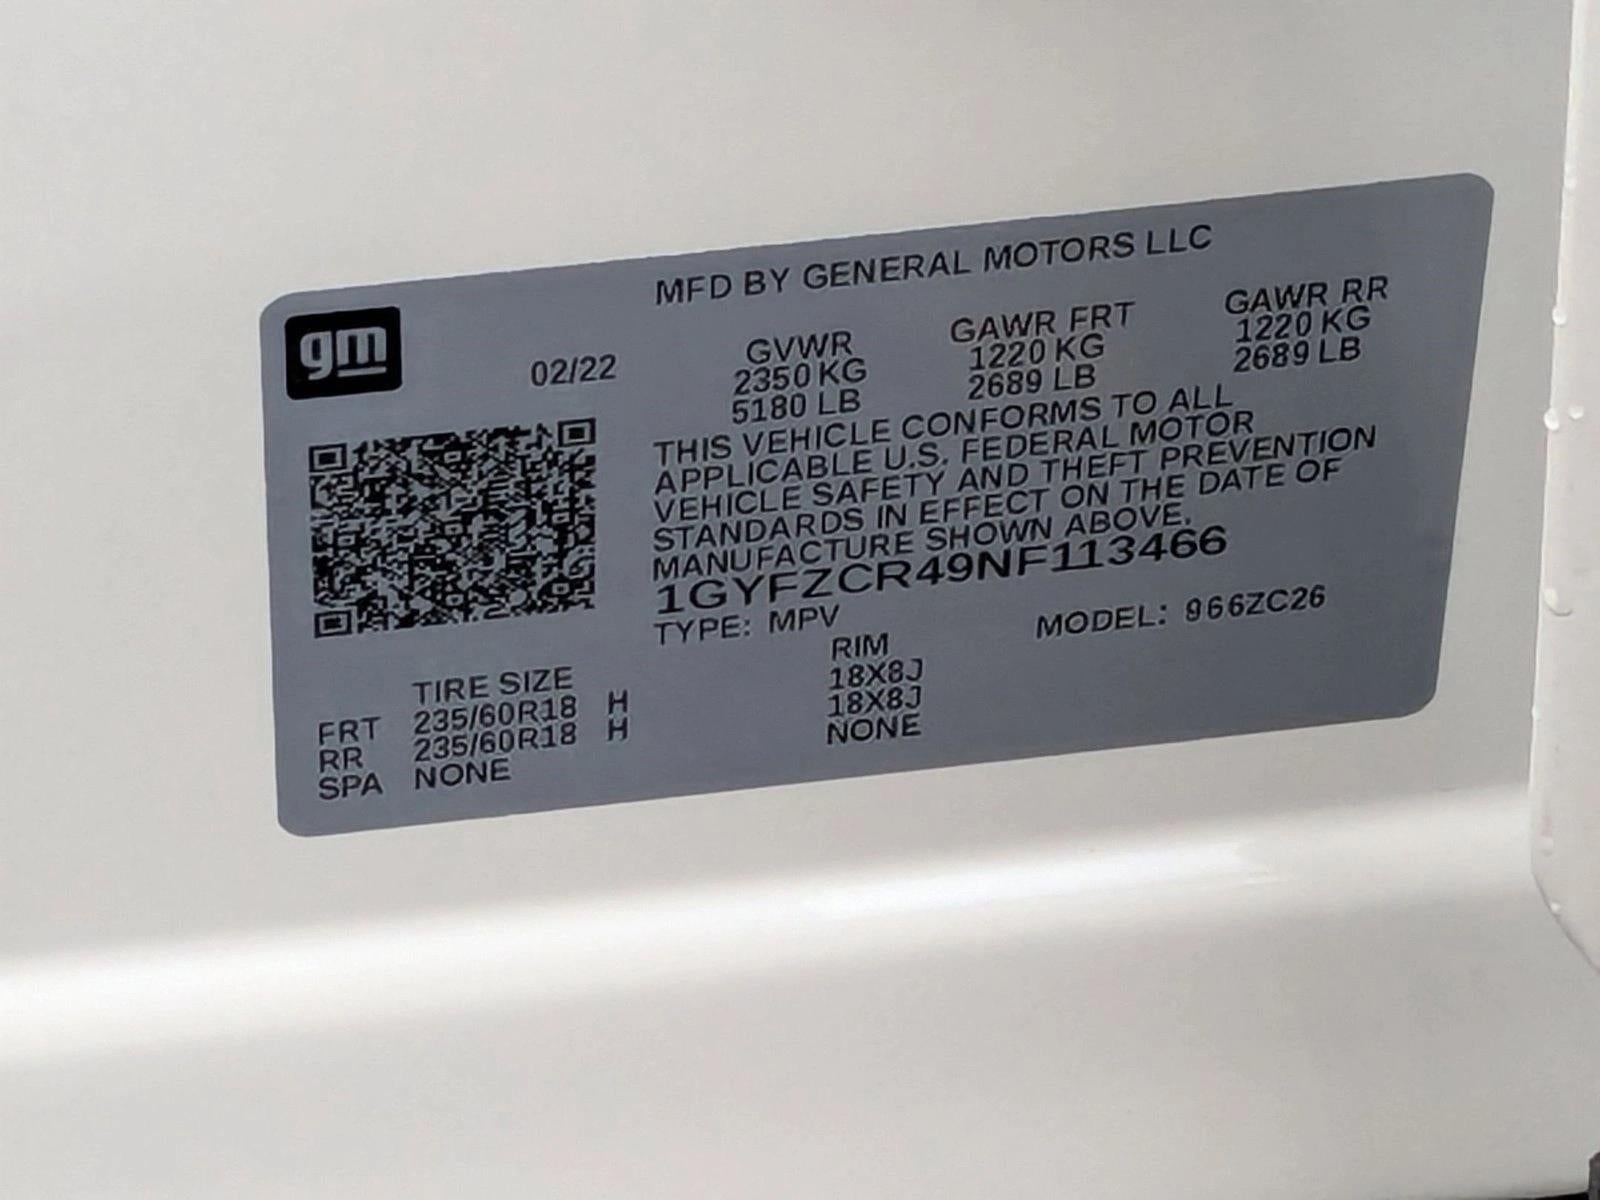 MFD BY GENERAL MOTORS LLC
gm
02/22
GVWR GAWR FRT GAWR RR
2350 KG 1220 KG 1220 KG
5180 LB 2689 LB 2689 LB
THIS VEHICLE CONFORMS TO ALL
APPLICABLE U.S. FEDERAL MOTOR
VEHICLE SAFETY AND THEFT PREVENTION
STANDARDS IN EFFECT ON THE DATE OF
MANUFACTURE SHOWN ABOVE.
1GYFZCR49NF113466
TYPE: MPV MODEL: 966ZC26
TIRE SIZE RIM
FRT 235/60R18 H 18X8J
RR 235/60R18 H 18X8J
SPA NONE NONE